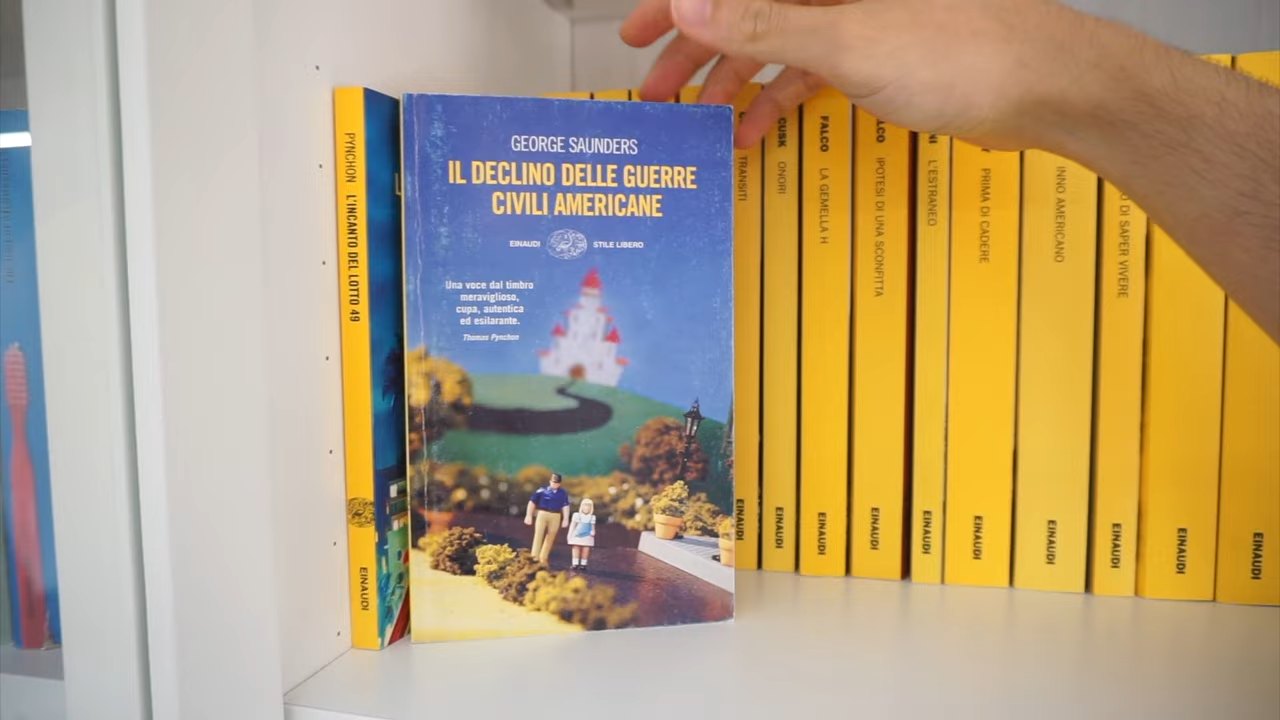 PYNCHON L'INCANTO DEL LOTTO 49
EINAUDI
GEORGE SAUNDERS
IL DECLINO DELLE GUERRE
CIVILI AMERICANE
EINAUDI STILE LIBERO
Una voce dal timbro
meraviglioso,
cupa, autentica
ed esilarante.
Thomas Pynchon
TRANSITI
EINAUDI
CUSK ONORI
EINAUDI
FALCO LA GEMELLA H
EINAUDI
IPOTESI DI UNA SCONFITTA
EINAUDI
L'ESTRANEO
EINAUDI
PRIMA DI CADERE
EINAUDI
INNO AMERICANO
EINAUDI
DI SAPER VIVERE
EINAUDI
EINAUDI
EINAUDI